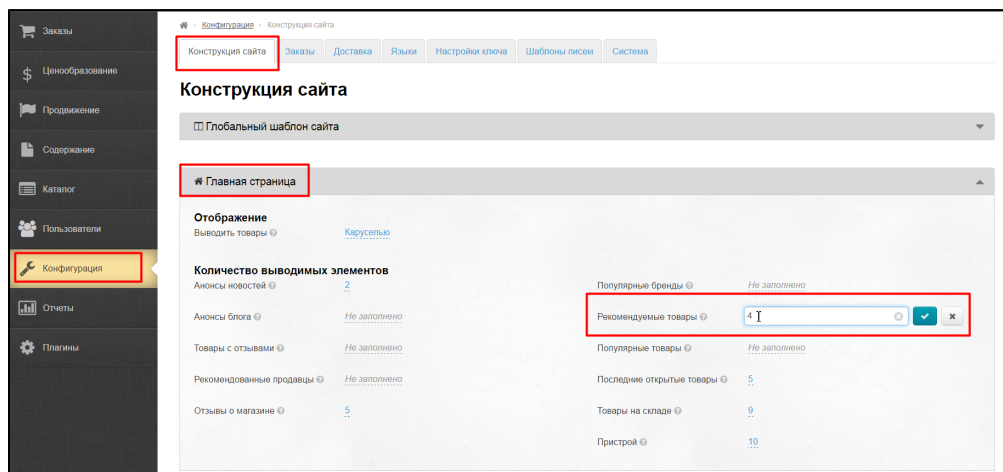 Заказы
Ценообразование
Продвижение
Содержание
Каталог
Пользователи
Конфигурация
Отчеты
Плагины
Конфигурация Конструкция сайта
Конструкция сайта Заказы Доставка Языки Настройки ключа Шаблоны писем Система
Конструкция сайта
Глобальный шаблон сайта
Главная страница
Отображение
Выводить товары Каруселью
Количество выводимых элементов
Анонсы новостей 2 Популярные бренды Не заполнено
Анонсы блога Не заполнено Рекомендуемые товары 4
Товары с отзывами Не заполнено Популярные товары Не заполнено
Рекомендованные продавцы Не заполнено Последние открытые товары 5
Отзывы о магазине 5 Товары на складе 9
Пристрой 10